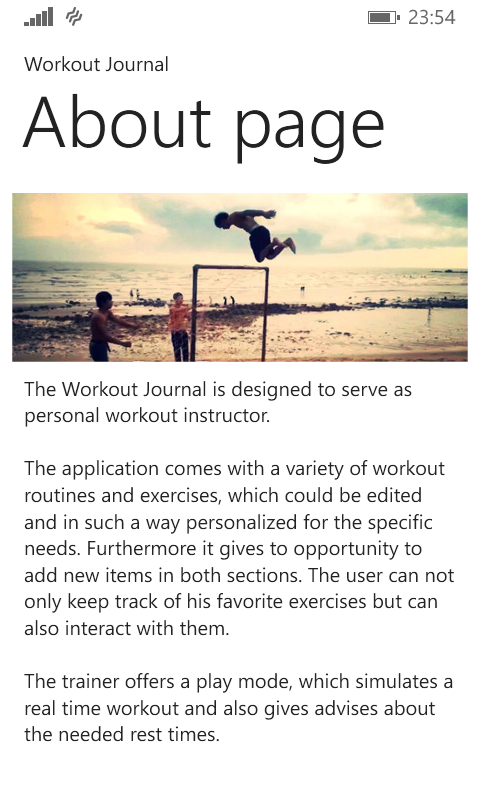 23:54
Workout Journal
About page
The Workout Journal is designed to serve as
personal workout instructor.
The application comes with a variety of workout
routines and exercises, which could be edited
and in such a way personalized for the specific
needs. Furthermore it gives to opportunity to
add new items in both sections. The user can not
only keep track of his favorite exercises but can
also interact with them.
The trainer offers a play mode, which simulates a
real time workout and also gives advises about
the needed rest times.